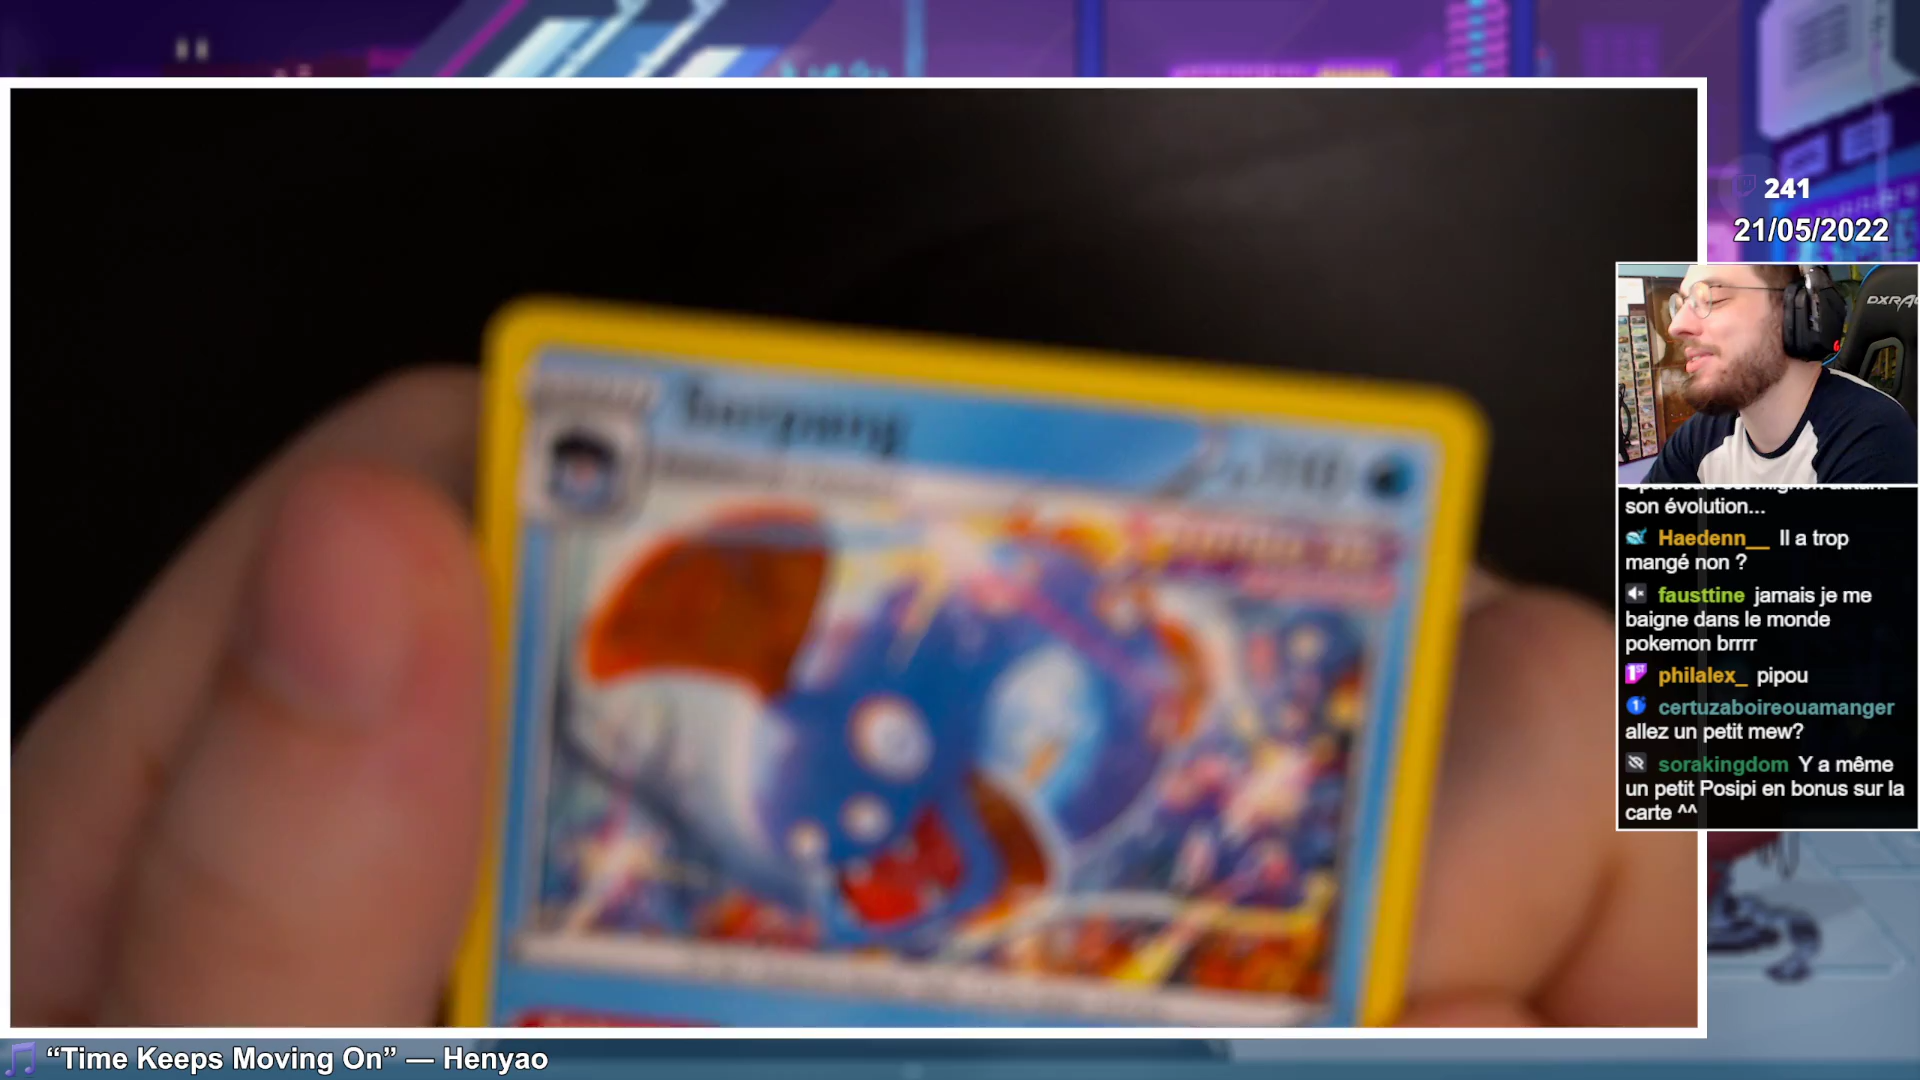 241
21/05/2022
DXRA
son évolution...
Haedenn__ Il a trop
mangé non ?
fausttine jamais je me
baigne dans le monde
pokemon brrrr
philalex_ pipou
certuzaboireouamanger
allez un petit mew?
sorakingdom Y a même
un petit Posipi en bonus sur la
carte ^^
“Time Keeps Moving On” — Henyao